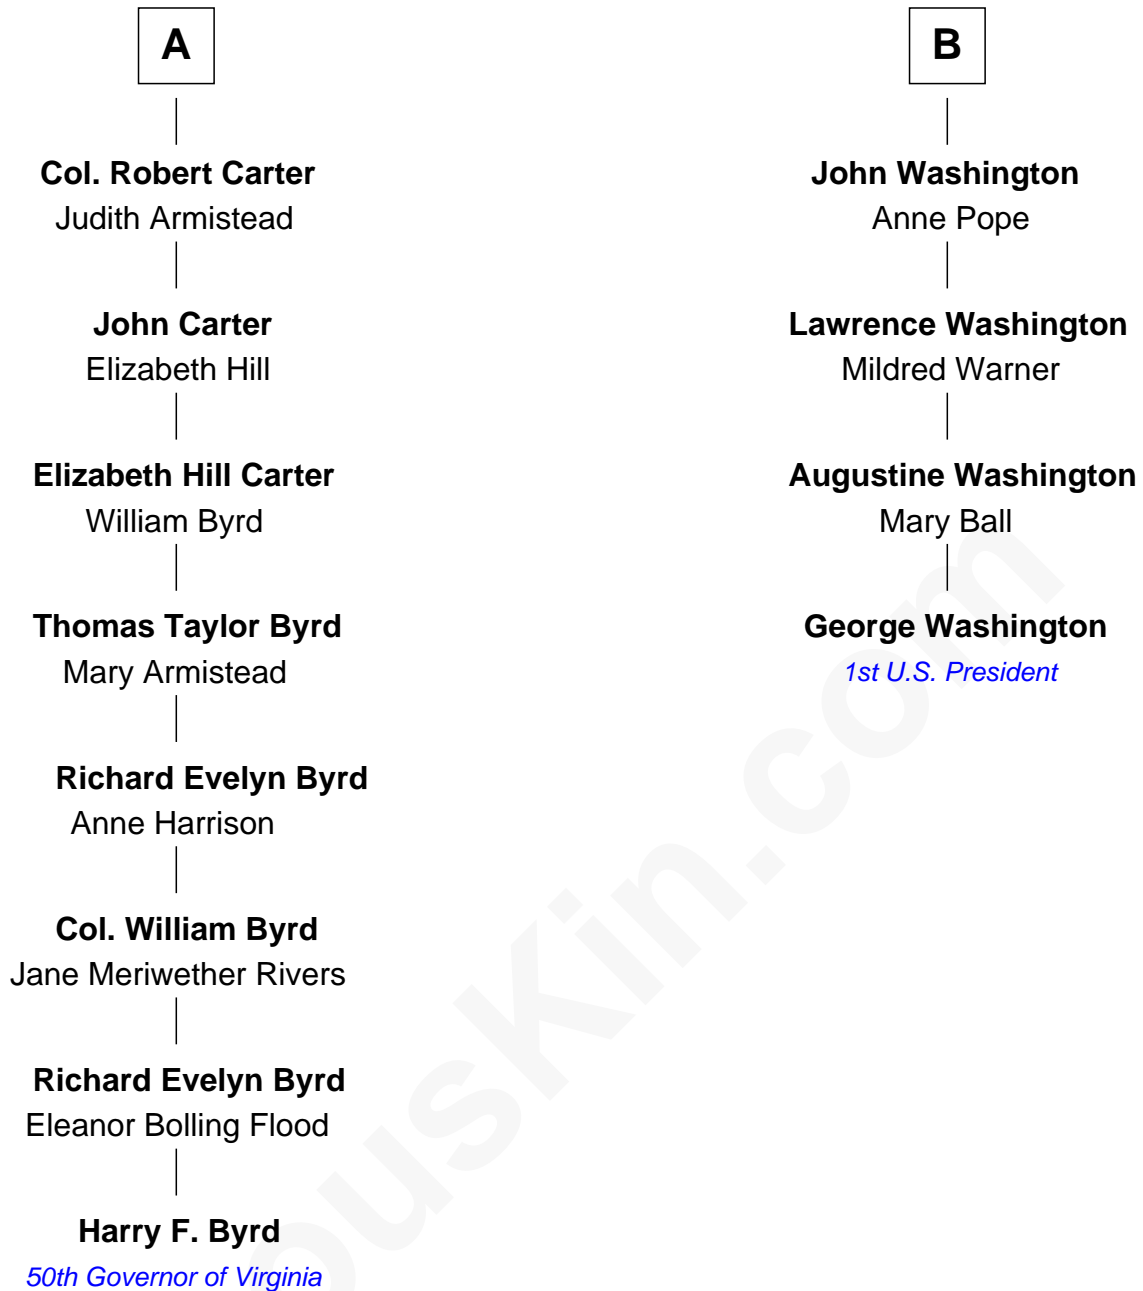 A
Col. Robert Carter
Judith Armistead
John Carter
Elizabeth Hill
Elizabeth Hill Carter
William Byrd
Thomas Taylor Byrd
Mary Armistead
Richard Evelyn Byrd
Anne Harrison
Col. William Byrd
Jane Meriwether Rivers
Richard Evelyn Byrd
Eleanor Bolling Flood
Harry F. Byrd
50th Governor of Virginia
B
John Washington
Anne Pope
Lawrence Washington
Mildred Warner
Augustine Washington
Mary Ball
George Washington
1st U.S. President